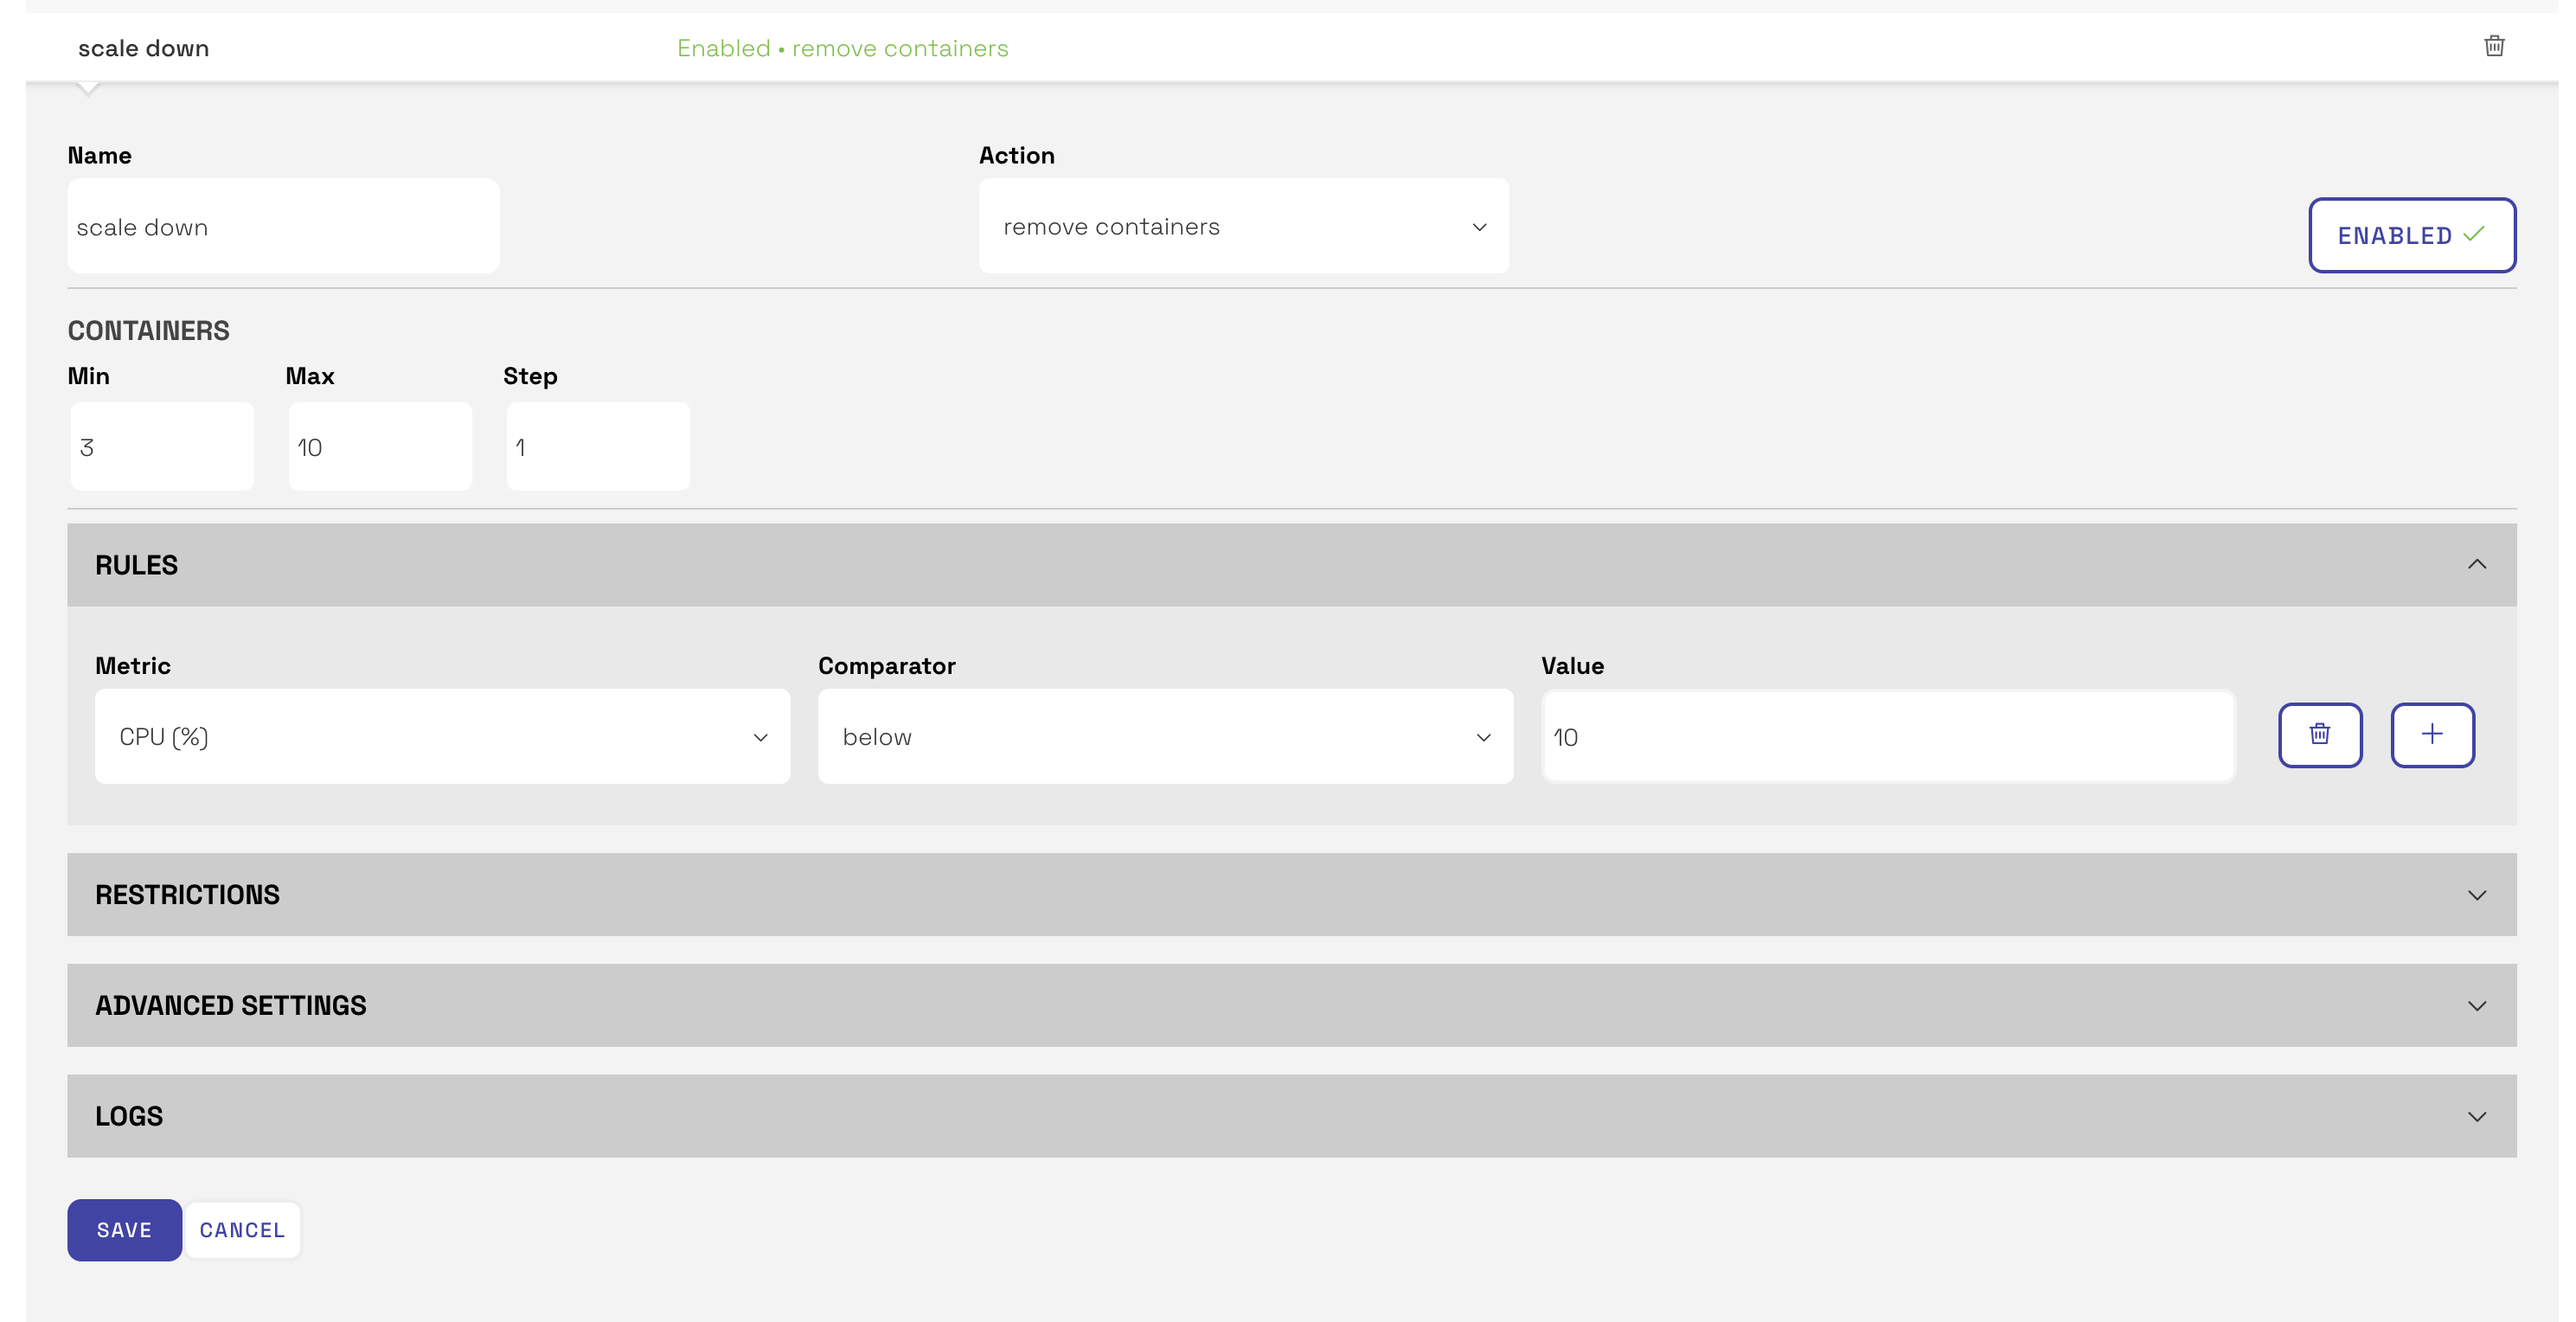 scale down
Enabled • remove containers
Name
Action
scale down
remove containers
ENABLED
CONTAINERS
Min
Max
Step
3
10
1
RULES
Metric
Comparator
Value
CPU (%)
below
10
RESTRICTIONS
ADVANCED SETTINGS
LOGS
SAVE
CANCEL